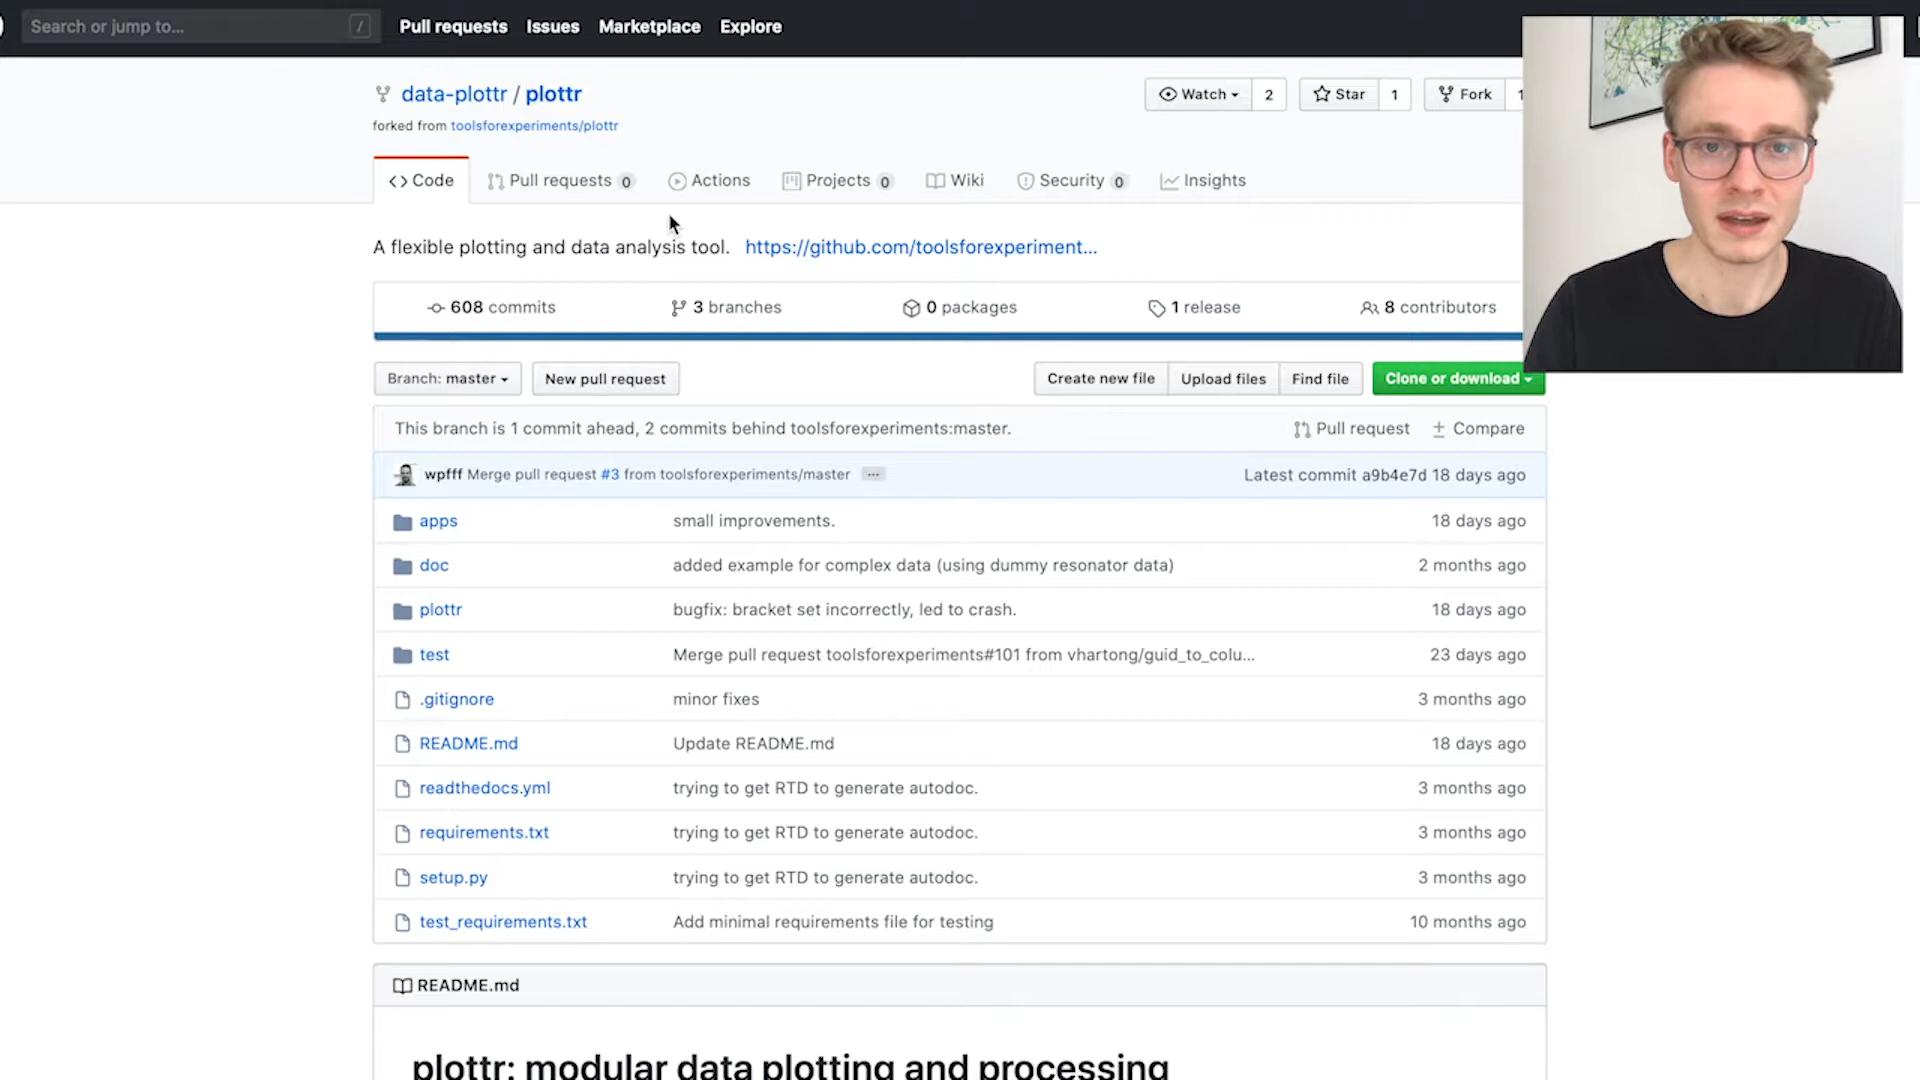 Search or jump to... / Pull requests Issues Marketplace Explore
data-plottr / plottr Watch 2 Star 1 Fork 1
forked from toolsforexperiments/plottr
Code Pull requests 0 Actions Projects 0 Wiki Security 0 Insights
A flexible plotting and data analysis tool. https://github.com/toolsforexperiment...
608 commits 3 branches 0 packages 1 release 8 contributors
Branch: master New pull request Create new file Upload files Find file Clone or download
This branch is 1 commit ahead, 2 commits behind toolsforexperiments:master. Pull request Compare
wpfff Merge pull request #3 from toolsforexperiments/master ... Latest commit a9b4e7d 18 days ago
apps small improvements. 18 days ago
doc added example for complex data (using dummy resonator data) 2 months ago
plottr bugfix: bracket set incorrectly, led to crash. 18 days ago
test Merge pull request toolsforexperiments#101 from vhartong/guid_to_colu... 23 days ago
.gitignore minor fixes 3 months ago
README.md Update README.md 18 days ago
readthedocs.yml trying to get RTD to generate autodoc. 3 months ago
requirements.txt trying to get RTD to generate autodoc. 3 months ago
setup.py trying to get RTD to generate autodoc. 3 months ago
test_requirements.txt Add minimal requirements file for testing 10 months ago
README.md
plottr: modular data plotting and processing